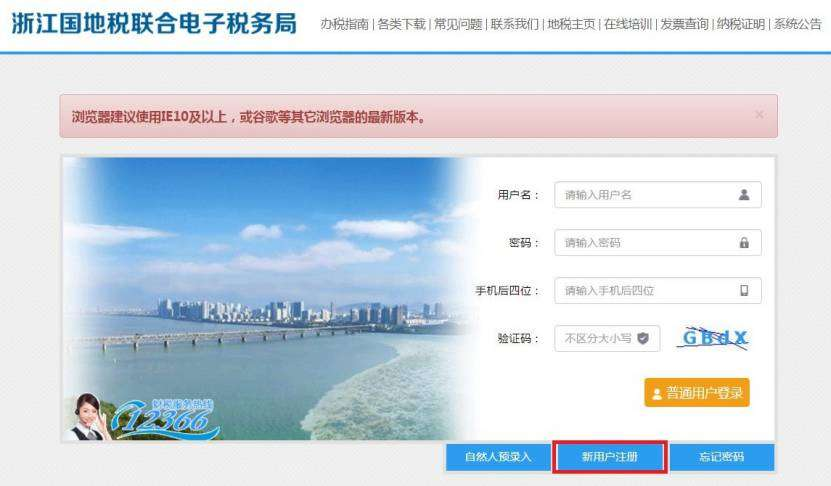 浙江国地税联合电子税务局
办税指南 | 各类下载 | 常见问题 | 联系我们 | 地税主页 | 在线培训 | 发票查询 | 纳税证明 | 系统公告
浏览器建议使用IE10及以上，或谷歌等其它浏览器的最新版本。 ×
用户名： 请输入用户名
密码： 请输入密码
手机后四位： 请输入手机后四位
验证码： 不区分大小写 GBdX
普通用户登录
财税服务热线
12366
自然人预录入 新用户注册 忘记密码